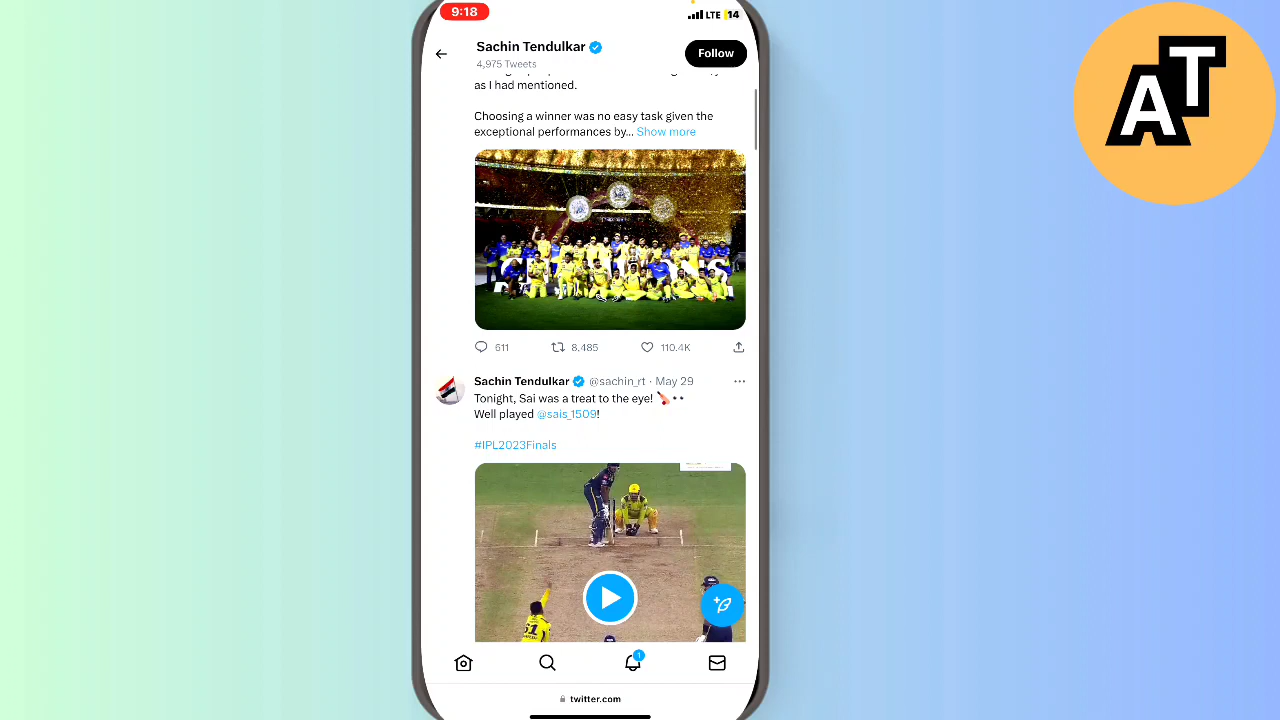 9:18
LTE 14
Sachin Tendulkar
4,975 Tweets
Follow
as I had mentioned.
Choosing a winner was no easy task given the
exceptional performances by... Show more
611
8,485
110.4K
Sachin Tendulkar @sachin_rt · May 29
Tonight, Sai was a treat to the eye!
Well played @sais_1509!
#IPL2023Finals
51
1
twitter.com
AT